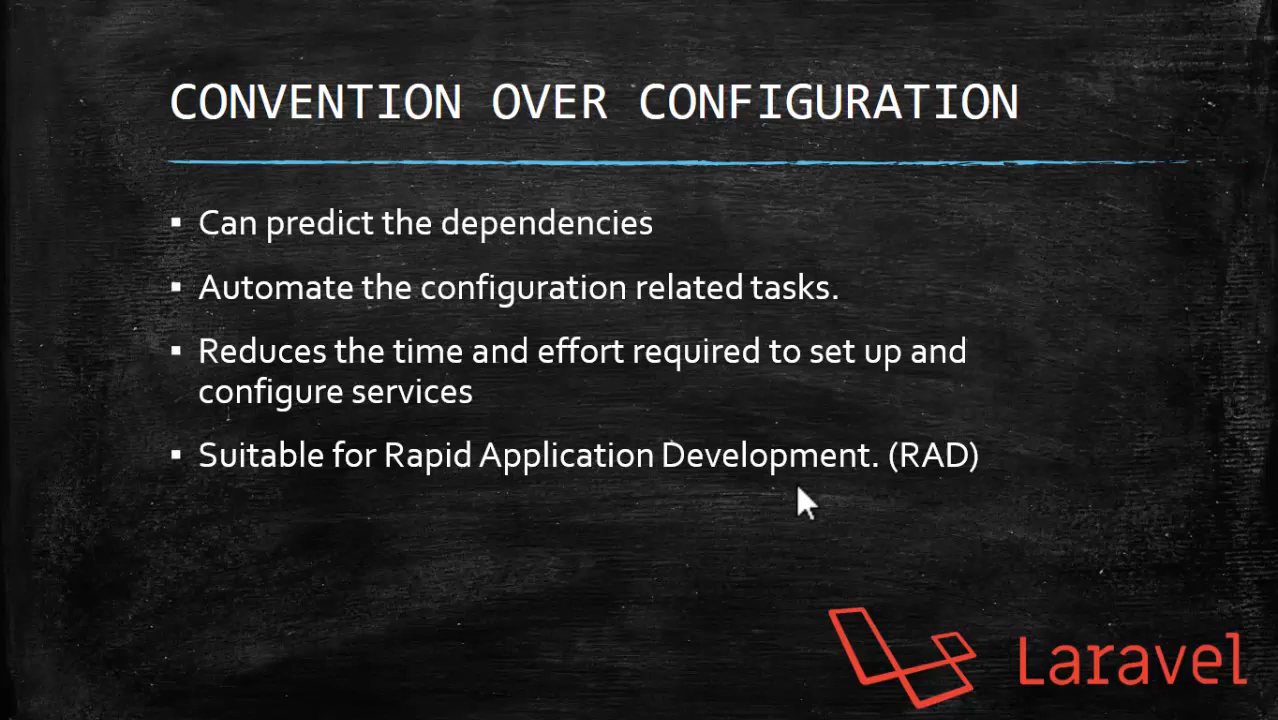 CONVENTION OVER CONFIGURATION
▪ Can predict the dependencies
▪ Automate the configuration related tasks.
▪ Reduces the time and effort required to set up and
configure services
▪ Suitable for Rapid Application Development. (RAD)
Laravel